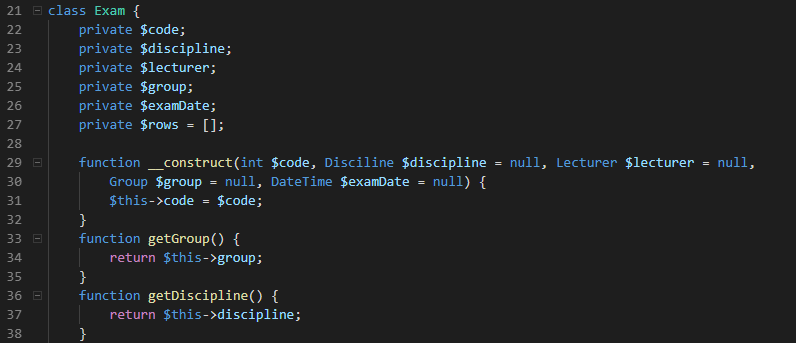 21 class Exam {
22 private $code;
23 private $discipline;
24 private $lecturer;
25 private $group;
26 private $examDate;
27 private $rows = [];
28
29 function __construct(int $code, Disciline $discipline = null, Lecturer $lecturer = null,
30 Group $group = null, DateTime $examDate = null) {
31 $this->code = $code;
32 }
33 function getGroup() {
34 return $this->group;
35 }
36 function getDiscipline() {
37 return $this->discipline;
38 }